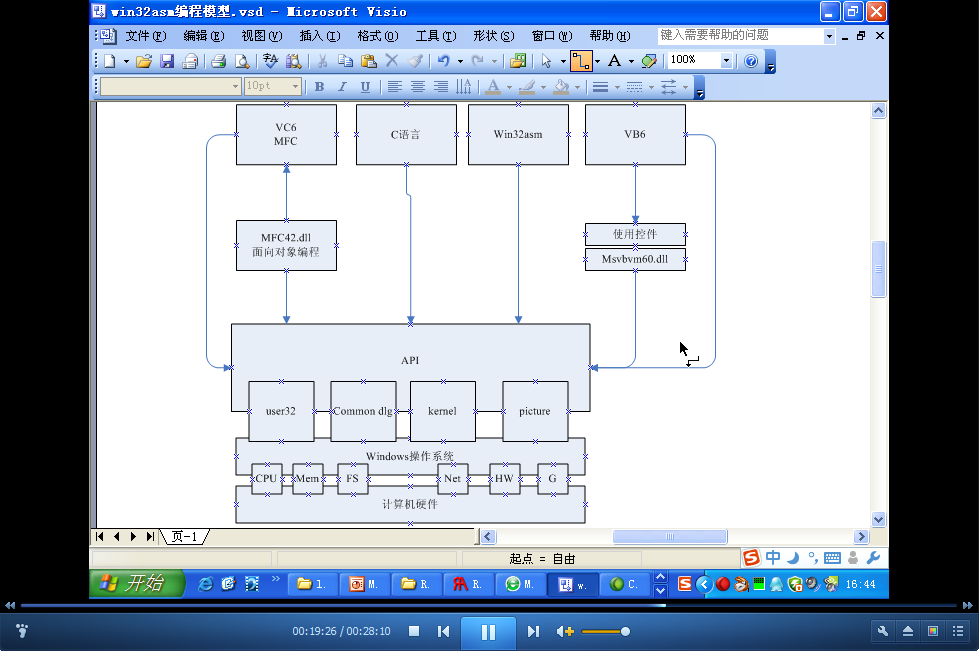 win32asm编程模型.vsd - Microsoft Visio
文件(F) 编辑(E) 视图(V) 插入(I) 格式(O) 工具(T) 形状(S) 窗口(W) 帮助(H) 键入需要帮助的问题
100%
10pt B I U A
VC6 MFC
C语言
Win32asm
VB6
MFC42.dll
面向对象编程
使用控件
Msvbvm60.dll
API
user32 Common dlg kernel picture
Windows操作系统
CPU Mem FS Net HW G
计算机硬件
页-1
起点 = 自由
中
开始 1. M. R. R. M. w. C. 16:44
00:19:26 / 00:28:10